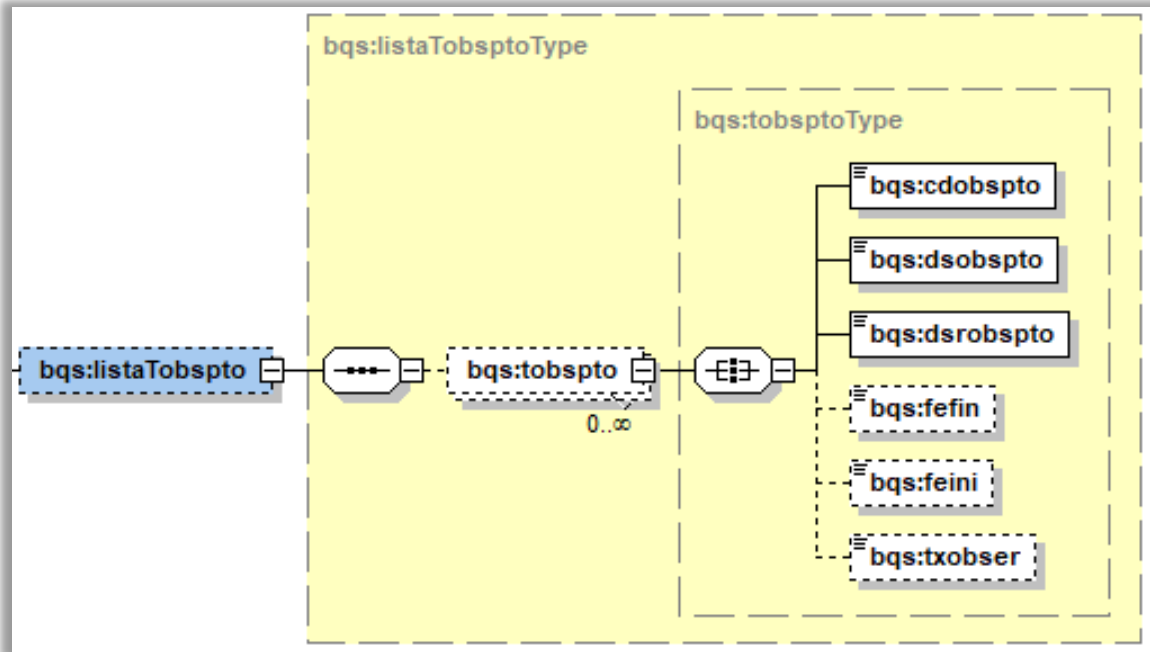 bqs:listaTobsptoType
bqs:tobsptoType
bqs:cdobspto
bqs:dsobspto
bqs:dsrobspto
bqs:listaTobspto
bqs:tobspto
0..∞
bqs:fefin
bqs:feini
bqs:txobser